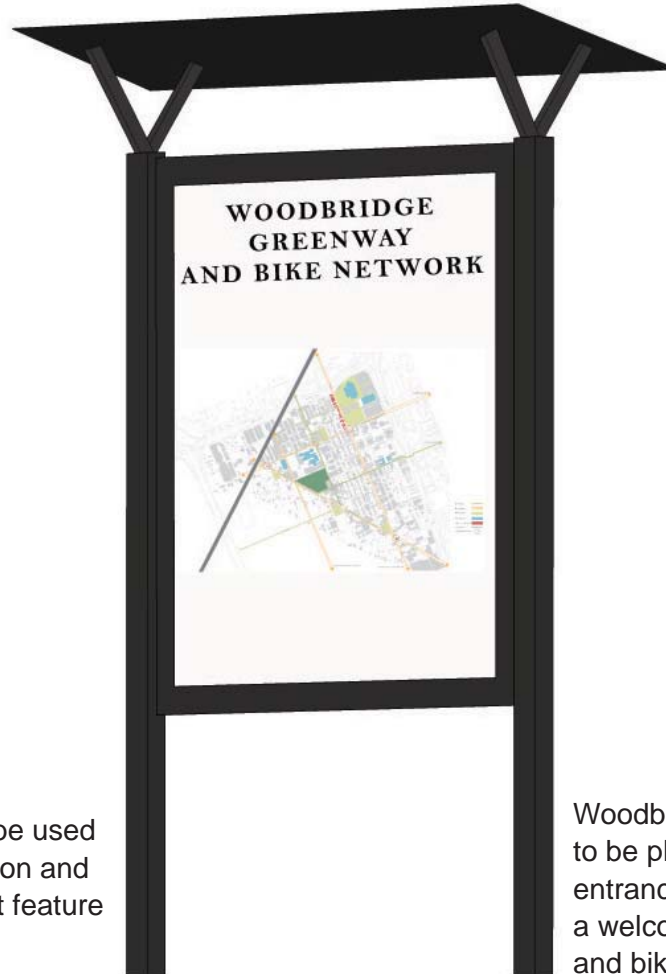 WOODBRIDGE
GREENWAY
AND BIKE NETWORK
be used
on and
t feature
Woodb
to be pl
entranc
a welco
and bik